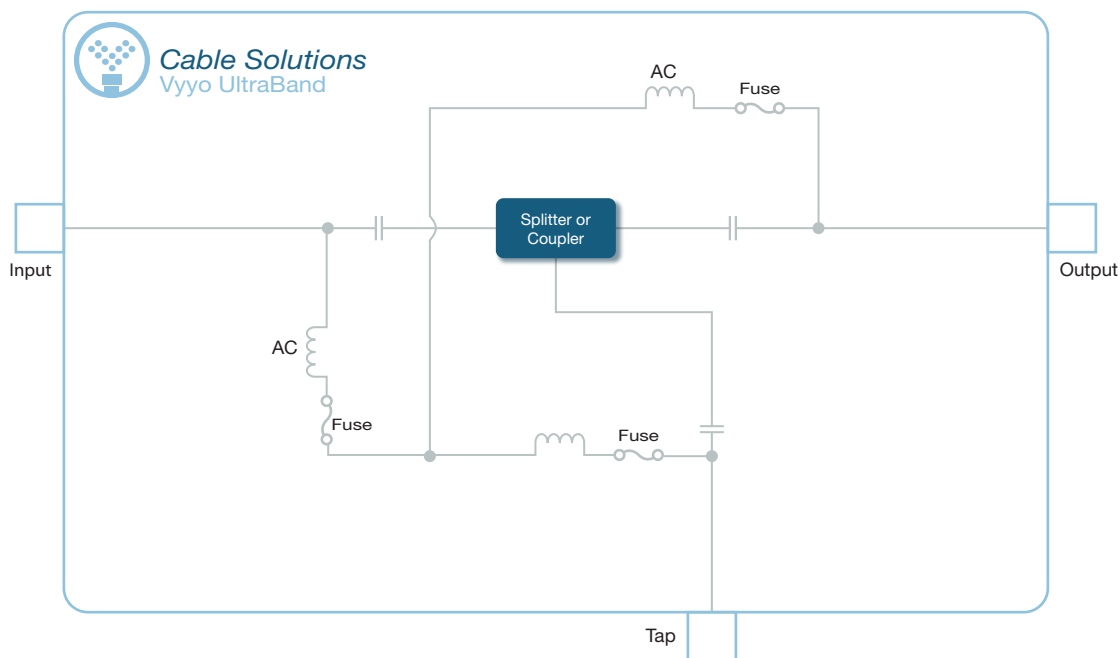 Cable Solutions
Vyyo UltraBand
AC
Fuse
Splitter or
Coupler
Input
Output
AC
Fuse
Fuse
Tap